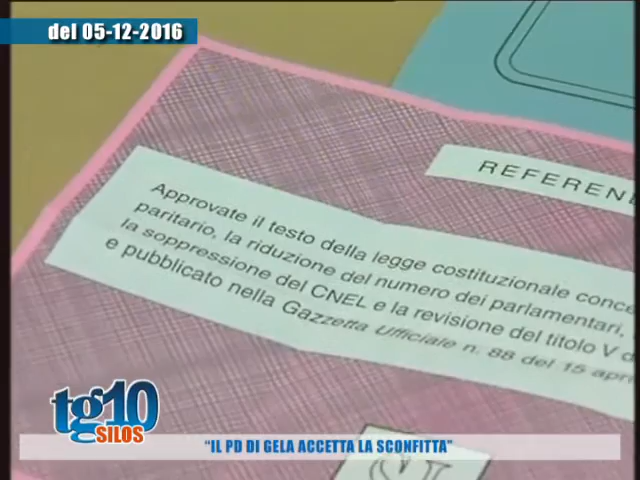 del 05-12-2016
REFEREN
Approvate il testo della legge costituzionale conce
paritario, la riduzione del numero dei parlamentari,
la soppressione del CNEL e la revisione del titolo V d
e pubblicato nella Gazzetta Ufficiale n. 88 del 15 apri
tg10
SILOS
“IL PD DI GELA ACCETTA LA SCONFITTA”